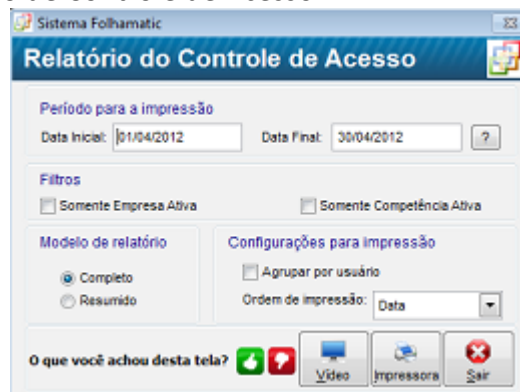 Sistema Folhamatic
Relatório do Controle de Acesso
Período para a impressão
Data Inicial: 01/04/2012 Data Final: 30/04/2012 ?
Filtros
Somente Empresa Ativa Somente Competência Ativa
Modelo de relatório Configurações para impressão
Completo Agrupar por usuário
Resumido Ordem de impressão: Data
O que você achou desta tela? Vídeo Impressora Sair